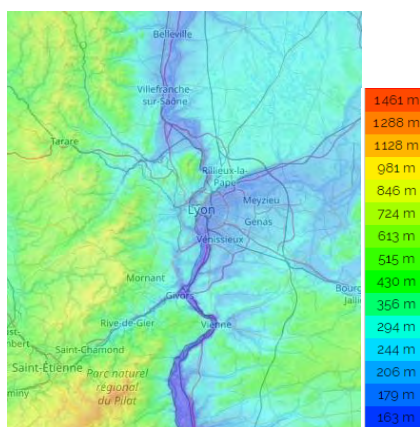 Belleville
Villefranche-
sur-Saône
Tarare
Rillieux-la-
Pape
Lyon
Meyzieu
Genas
Vénissieux
Mornant
Givors
Bourg
Jallieu
Rive-de-Gier
Vienne
Saint-Chamond
Saint-Étienne
Parc naturel
régional
du Pilat
1461 m
1288 m
1128 m
981 m
846 m
724 m
613 m
515 m
430 m
356 m
294 m
244 m
206 m
179 m
163 m